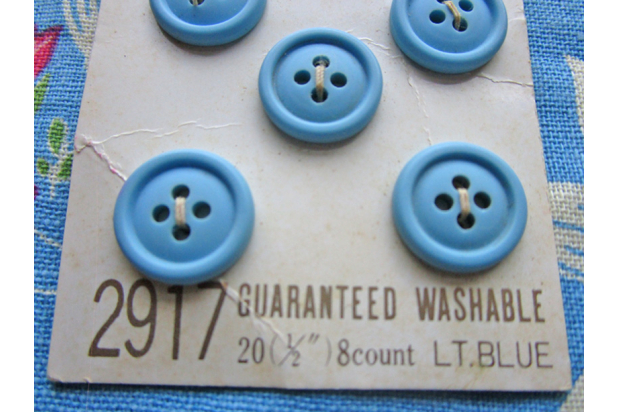 2917 GUARANTEED WASHABLE
20(½") 8count LT.BLUE